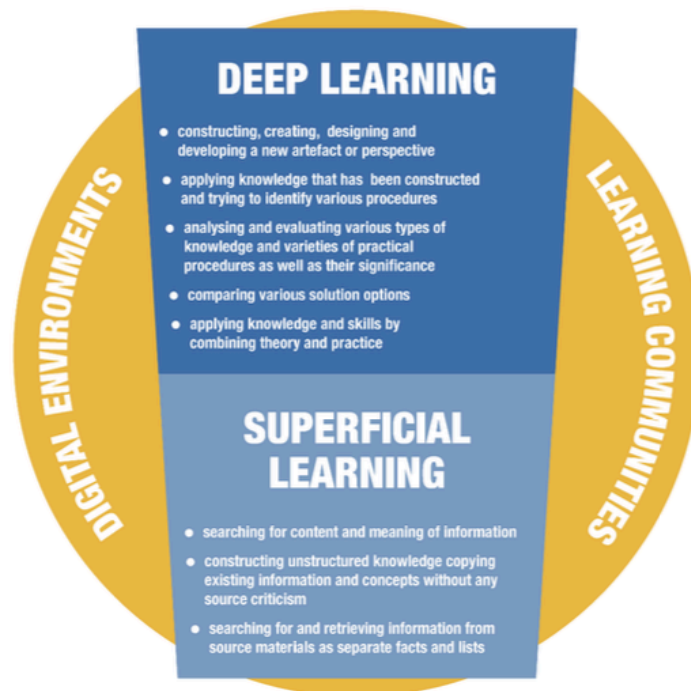 DEEP LEARNING
• constructing, creating, designing and
developing a new artefact or perspective
• applying knowledge that has been constructed
and trying to identify various procedures
• analysing and evaluating various types of
knowledge and varieties of practical
procedures as well as their significance
• comparing various solution options
• applying knowledge and skills by
combining theory and practice
DIGITAL ENVIRONMENTS
LEARNING COMMUNITIES
SUPERFICIAL
LEARNING
• searching for content and meaning of information
• constructing unstructured knowledge copying
existing information and concepts without any
source criticism
• searching for and retrieving information from
source materials as separate facts and lists